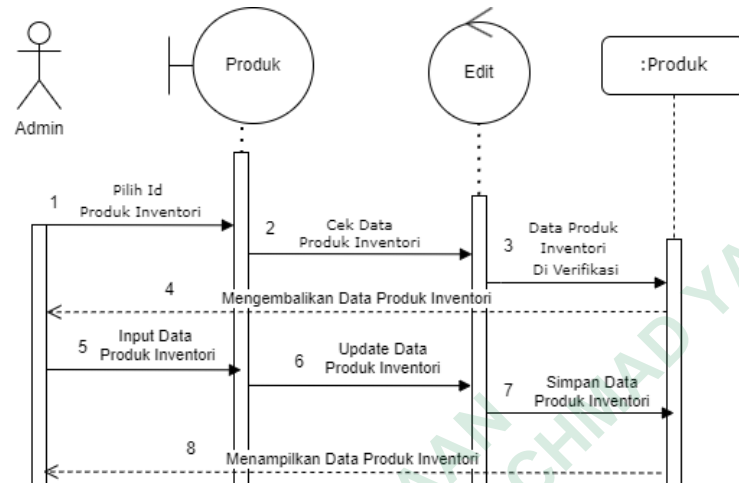 Produk
Edit
:Produk
Admin
1
Pilih Id
Produk Inventori
2
Cek Data
Produk Inventori
3
Data Produk
Inventori
Di Verifikasi
4
Mengembalikan Data Produk Inventori
5
Input Data
Produk Inventori
6
Update Data
Produk Inventori
7
Simpan Data
Produk Inventori
8
Menampilkan Data Produk Inventori